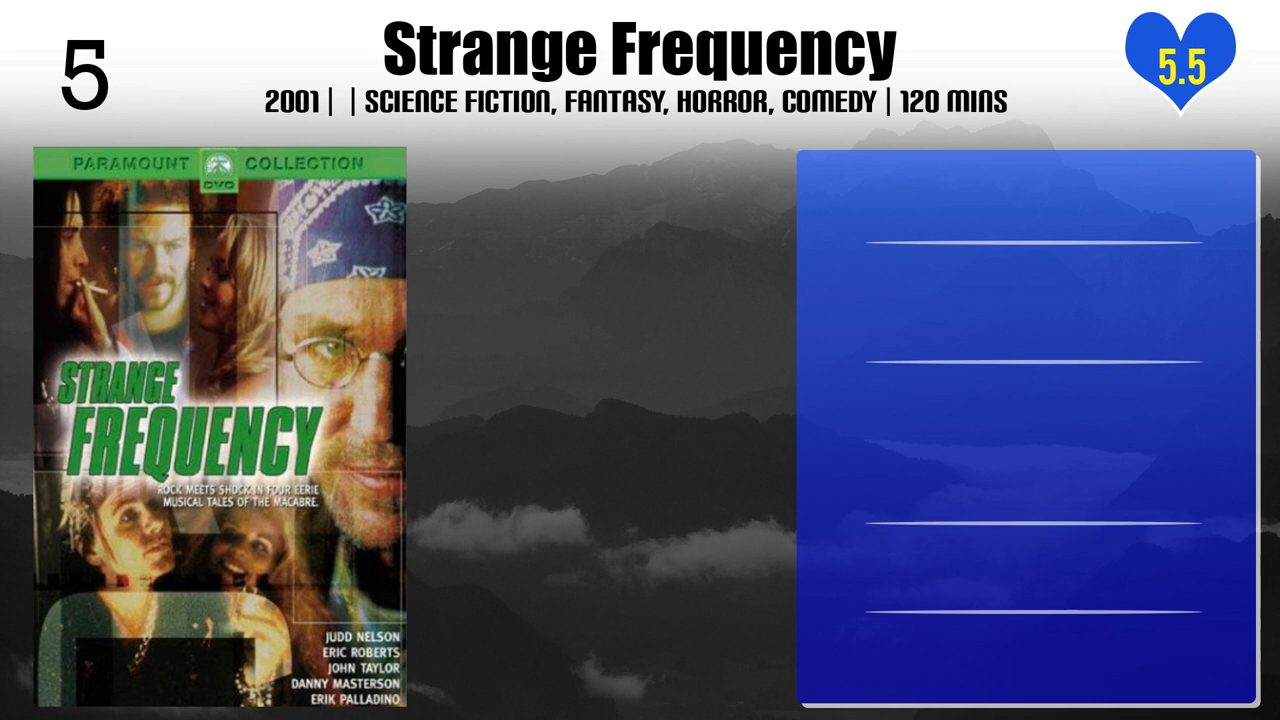 5
Strange Frequency
5.5
2001 | | SCIENCE FICTION, FANTASY, HORROR, COMEDY | 120 MINS
PARAMOUNT COLLECTION
DVD
STRANGE
FREQUENCY
ROCK MEETS SHOCK IN FOUR EERIE
MUSICAL TALES OF THE MACABRE.
JUDD NELSON
ERIC ROBERTS
JOHN TAYLOR
DANNY MASTERSON
ERIK PALLADINO